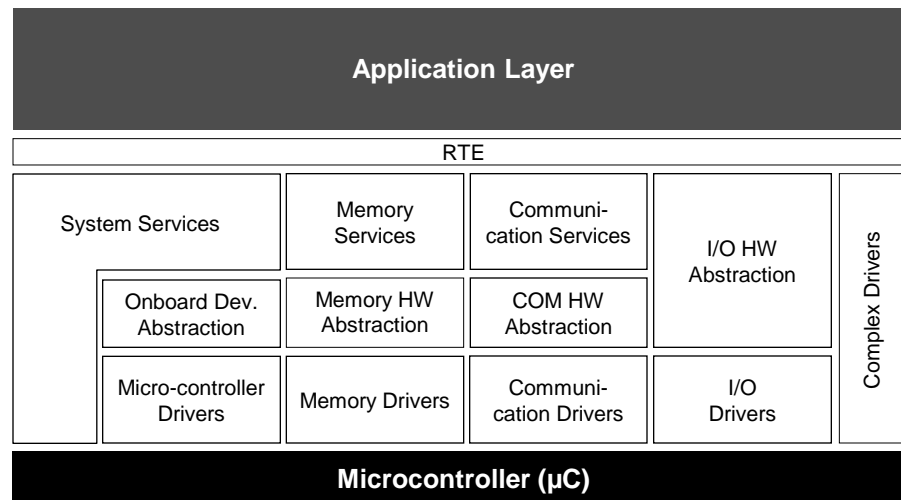 Application Layer
RTE
System Services
Memory
Services
Communi-
cation Services
I/O HW
Abstraction
Complex Drivers
Onboard Dev.
Abstraction
Memory HW
Abstraction
COM HW
Abstraction
Micro-controller
Drivers
Memory Drivers
Communi-
cation Drivers
I/O
Drivers
Microcontroller (µC)